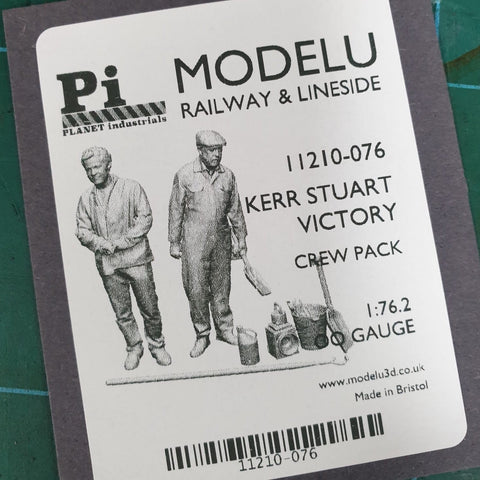 Pi
PLANET industrials
MODELU
RAILWAY & LINESIDE
11210-076
KERR STUART
VICTORY
CREW PACK
1:76.2
OO GAUGE
www.modelu3d.co.uk
Made in Bristol
11210-076